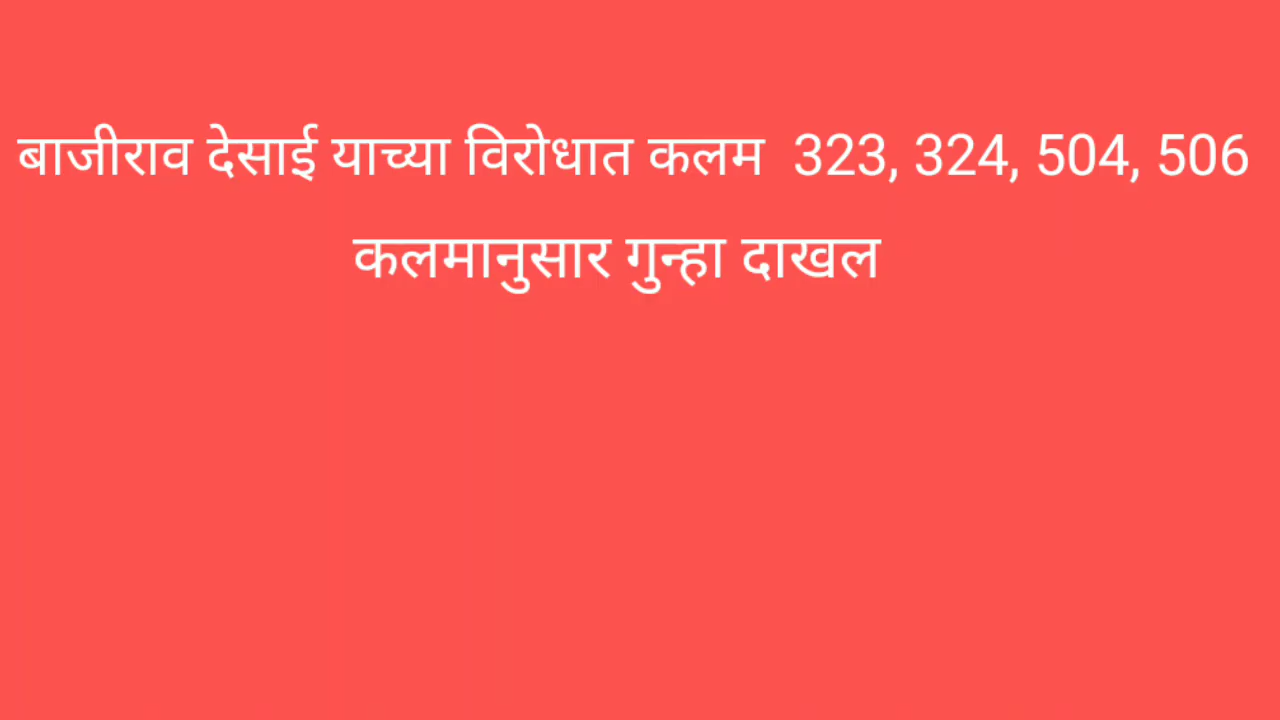 बाजीराव देसाई याच्या विरोधात कलम  323, 324, 504, 506
कलमानुसार गुन्हा दाखल